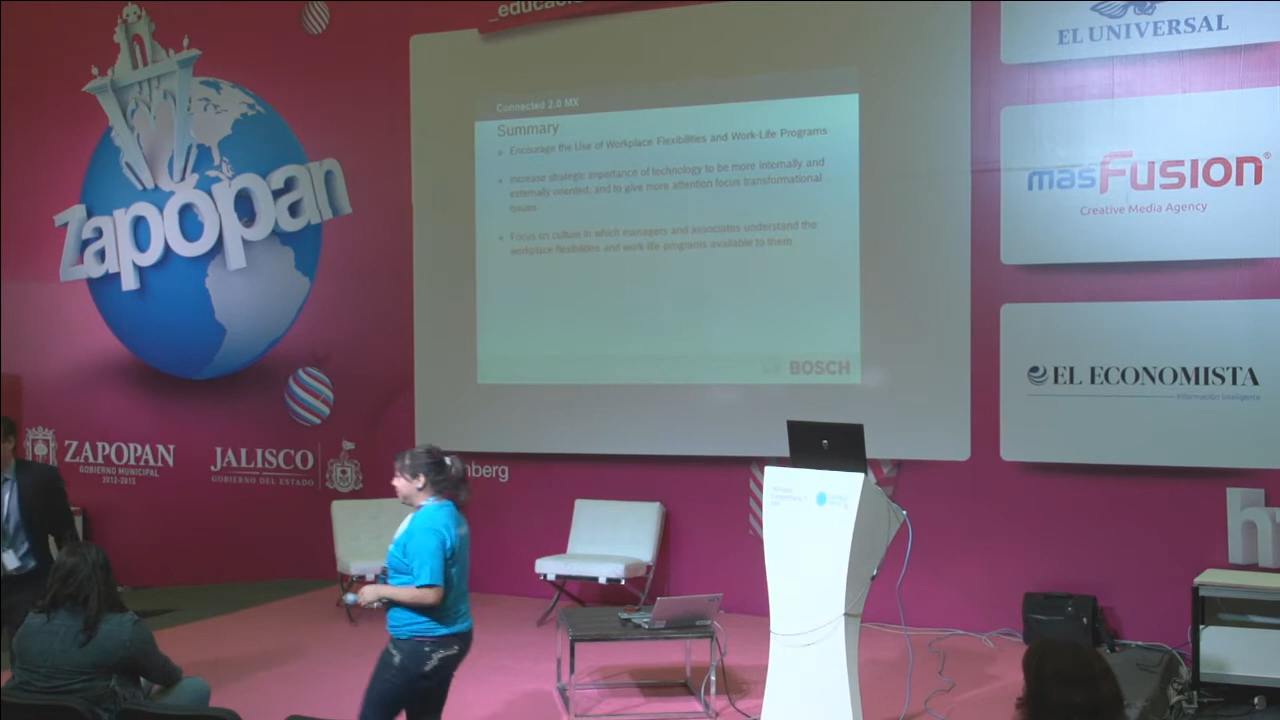 _educació
Zapopan
ZAPOPAN
GOBIERNO MUNICIPAL
2012-2015
JALISCO
GOBIERNO DEL ESTADO
Connected 2.0 MX
Summary
Encourage the Use of Workplace Flexibilities and Work-Life Programs
Increase strategic importance of technology to be more internally and
externally oriented, and to give more attention focus transformational
issues
Focus on culture in which managers and associates understand the
workplace flexibilities and work-life programs available to them
BOSCH
mberg
EL UNIVERSAL
masFusion®
Creative Media Agency
EL ECONOMISTA
Información Inteligente
h